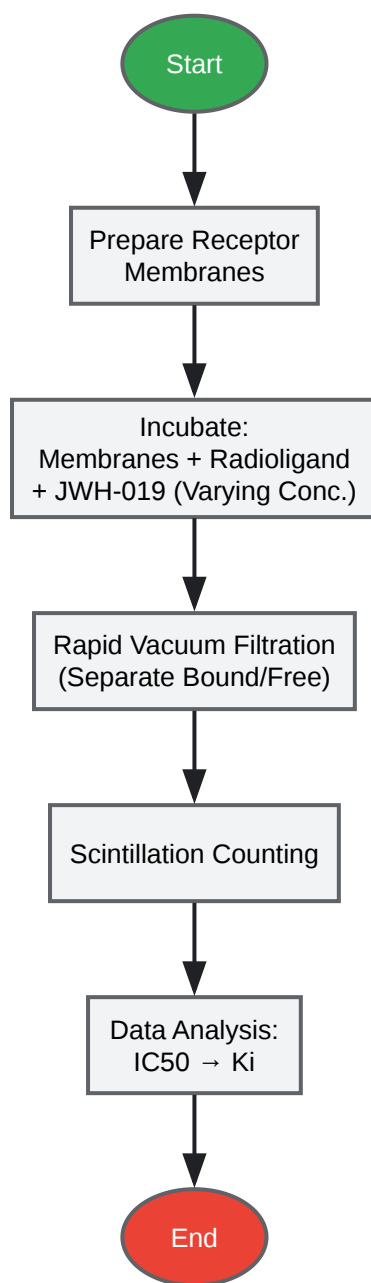 Start
Prepare Receptor
Membranes
Incubate:
Membranes + Radioligand
+ JWH-019 (Varying Conc.)
Rapid Vacuum Filtration
(Separate Bound/Free)
Scintillation Counting
Data Analysis:
IC50 → Ki
End